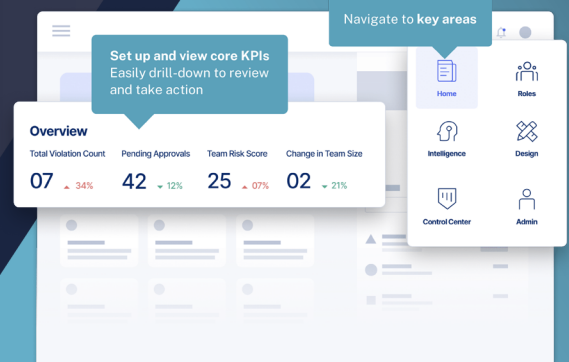 Navigate to key areas
Set up and view core KPIs
Easily drill-down to review
and take action
Home
Roles
Overview
Total Violation Count
Pending Approvals
Team Risk Score
Change in Team Size
07 34%
42 12%
25 07%
02 21%
Intelligence
Design
Control Center
Admin